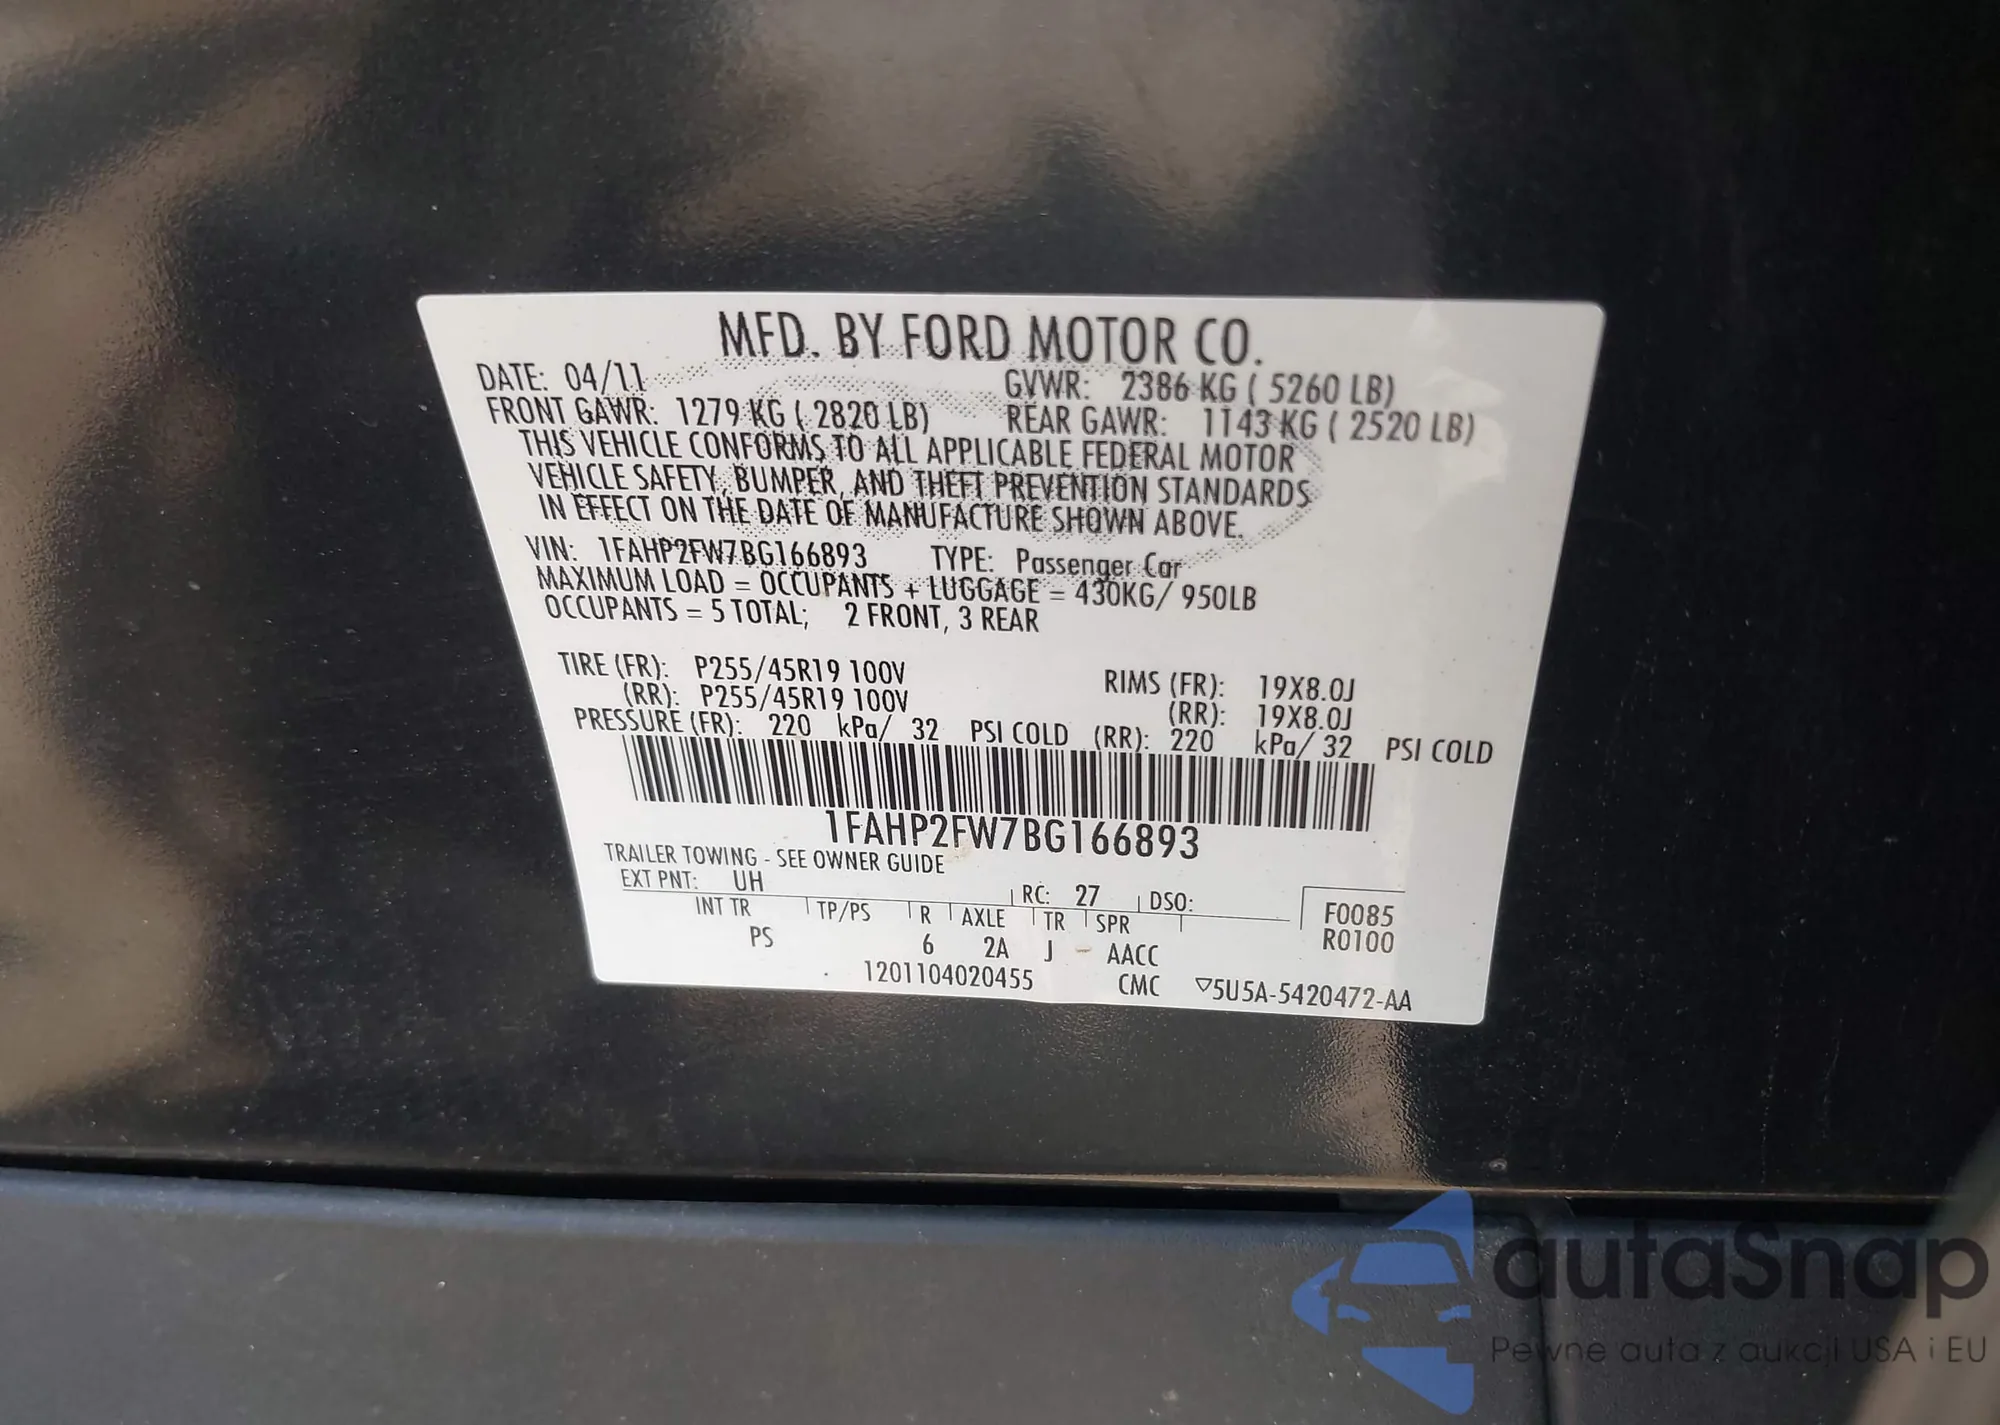 MFD. BY FORD MOTOR CO.
DATE: 04/11 GVWR: 2386 KG ( 5260 LB)
FRONT GAWR: 1279 KG ( 2820 LB) REAR GAWR: 1143 KG ( 2520 LB)
THIS VEHICLE CONFORMS TO ALL APPLICABLE FEDERAL MOTOR
VEHICLE SAFETY, BUMPER, AND THEFT PREVENTION STANDARDS
IN EFFECT ON THE DATE OF MANUFACTURE SHOWN ABOVE.
VIN: 1FAHP2FW7BG166893 TYPE: Passenger Car
MAXIMUM LOAD = OCCUPANTS + LUGGAGE = 430KG/ 950LB
OCCUPANTS = 5 TOTAL; 2 FRONT, 3 REAR
TIRE (FR): P255/45R19 100V RIMS (FR): 19X8.0J
(RR): P255/45R19 100V (RR): 19X8.0J
PRESSURE (FR): 220 kPa/ 32 PSI COLD (RR): 220 kPa/ 32 PSI COLD
1FAHP2FW7BG166893
TRAILER TOWING - SEE OWNER GUIDE
EXT PNT: UH RC: 27 DSO: F0085
INT TR TP/PS R AXLE TR SPR R0100
PS 6 2A J AACC
1201104020455 CMC ▽5U5A-5420472-AA
autaSnap
Pewne auta z aukcji USA i EU